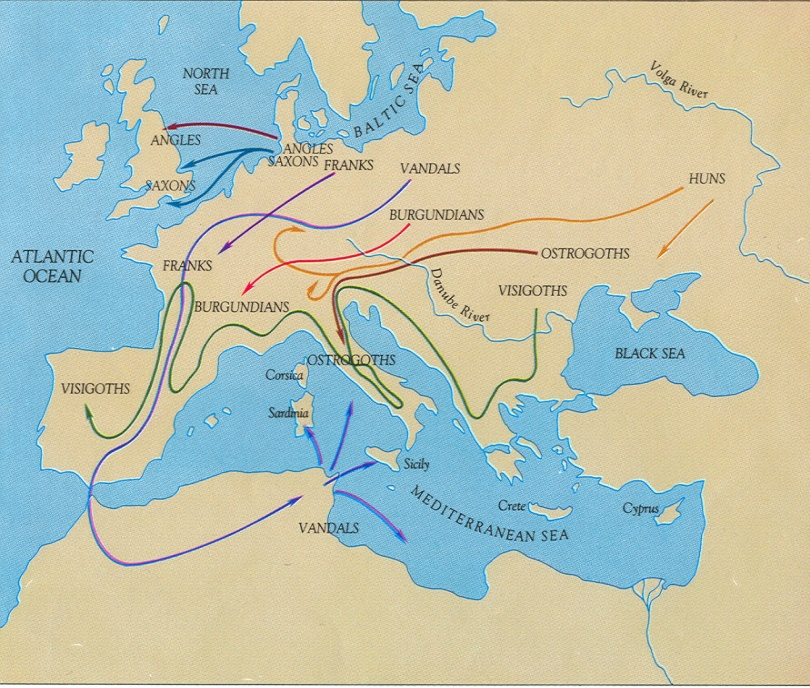 NORTH
SEA
BALTIC SEA
Volga River
ANGLES
ANGLES
SAXONS
FRANKS
VANDALS
HUNS
SAXONS
BURGUNDIANS
ATLANTIC
OCEAN
FRANKS
OSTROGOTHS
Danube River
VISIGOTHS
BURGUNDIANS
BLACK SEA
OSTROGOTHS
Corsica
VISIGOTHS
Sardinia
Sicily
MEDITERRANEAN SEA
Crete
Cyprus
VANDALS